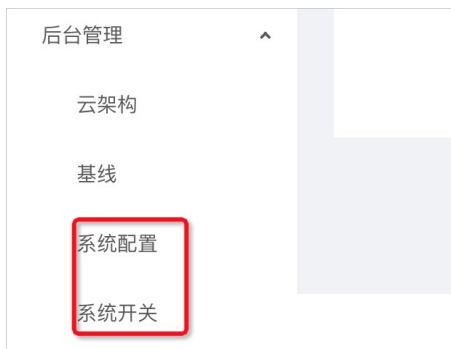 后台管理
云架构
基线
系统配置
系统开关